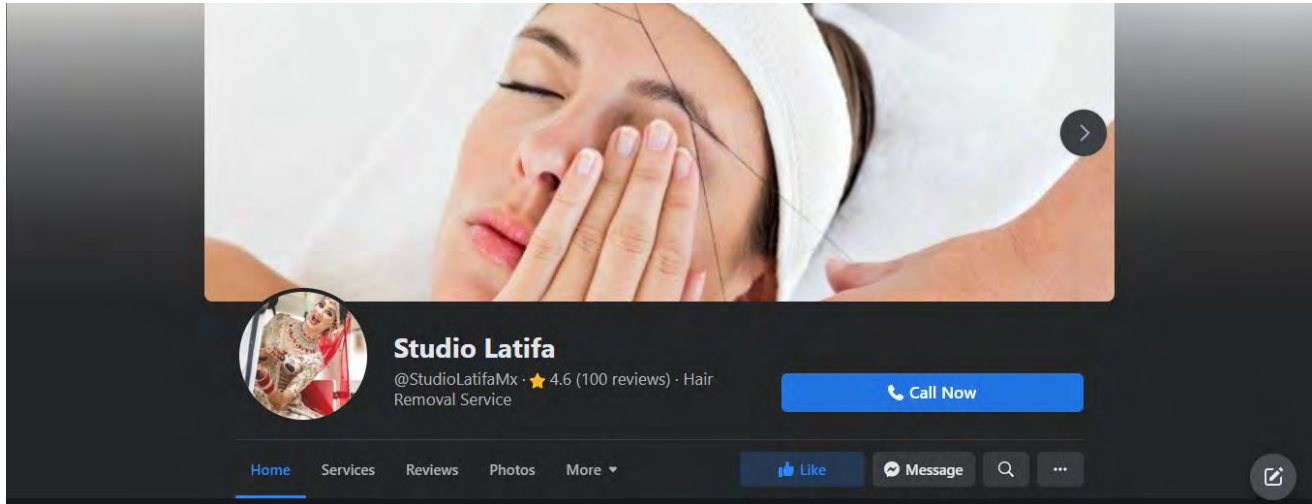 Studio Latifa
@StudioLatifaMx · ⭐ 4.6 (100 reviews) · Hair
Removal Service
Call Now
Home Services Reviews Photos More
Like Message